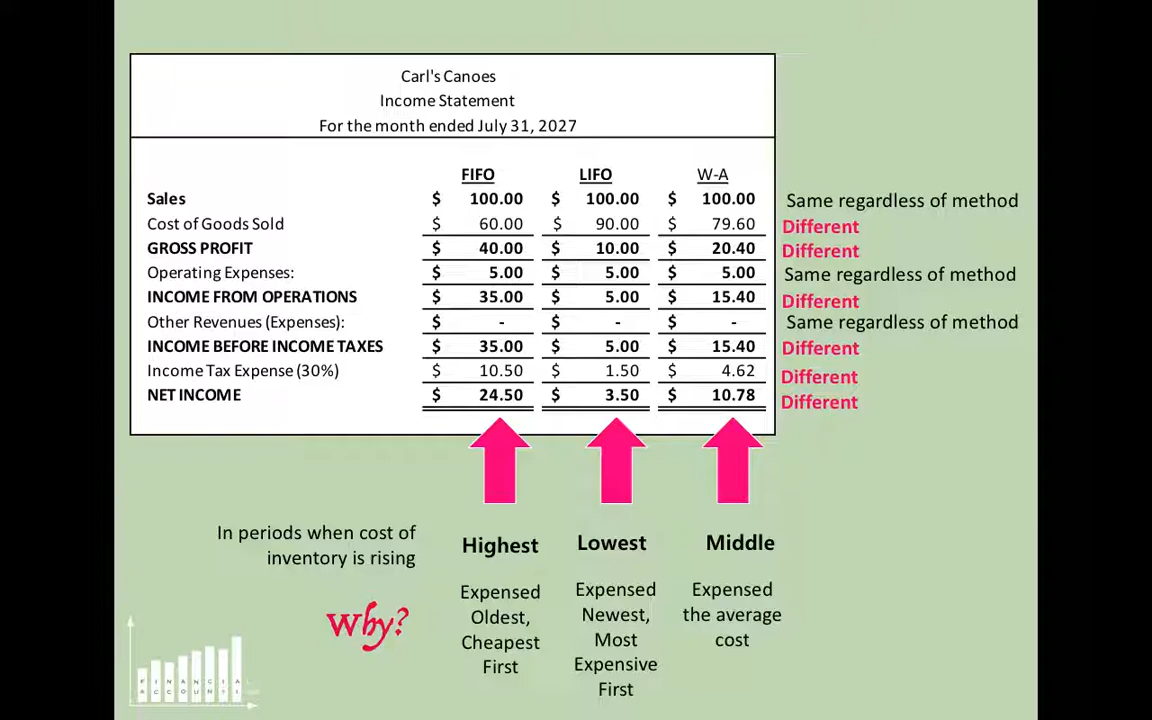 Carl's Canoes
Income Statement
For the month ended July 31, 2027
FIFO LIFO W-A
Sales $ 100.00 $ 100.00 $ 100.00 Same regardless of method
Cost of Goods Sold $ 60.00 $ 90.00 $ 79.60 Different
GROSS PROFIT $ 40.00 $ 10.00 $ 20.40 Different
Operating Expenses: $ 5.00 $ 5.00 $ 5.00 Same regardless of method
INCOME FROM OPERATIONS $ 35.00 $ 5.00 $ 15.40 Different
Other Revenues (Expenses): $ - $ - $ - Same regardless of method
INCOME BEFORE INCOME TAXES $ 35.00 $ 5.00 $ 15.40 Different
Income Tax Expense (30%) $ 10.50 $ 1.50 $ 4.62 Different
NET INCOME $ 24.50 $ 3.50 $ 10.78 Different
In periods when cost of
inventory is rising
why?
Highest
Expensed
Oldest,
Cheapest
First
Lowest
Expensed
Newest,
Most
Expensive
First
Middle
Expensed
the average
cost
FINANCIAL
ACCOUNTI